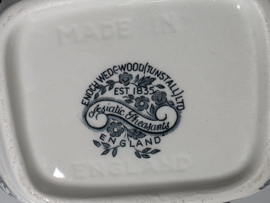 MADE IN
ENOCH WEDGWOOD (TUNSTALL) LTD
EST 1835
Asiatic Pheasants
ENGLAND
ENGLAND